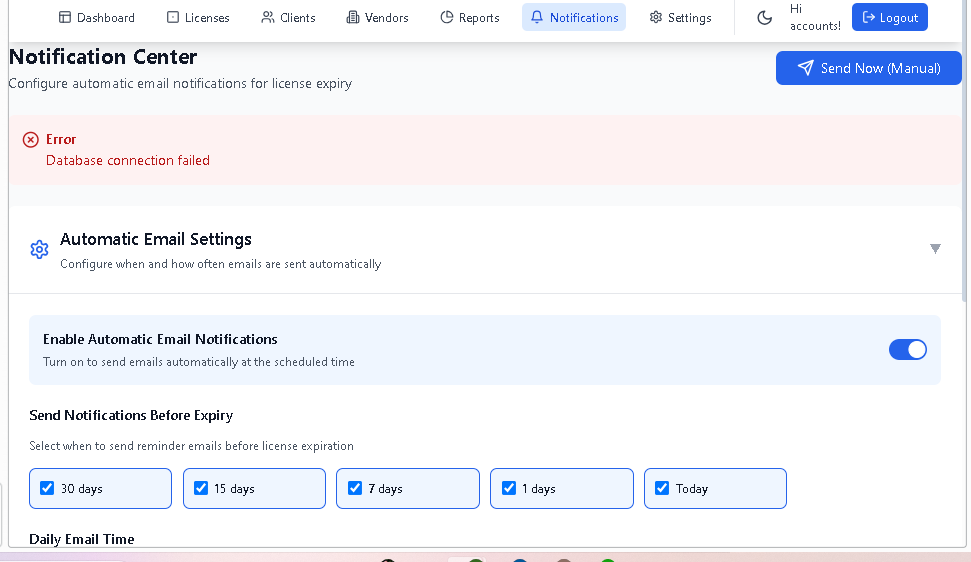 Dashboard Licenses Clients Vendors Reports Notifications Settings Hi accounts! Logout
Notification Center
Send Now (Manual)
Configure automatic email notifications for license expiry
Error
Database connection failed
Automatic Email Settings
Configure when and how often emails are sent automatically
Enable Automatic Email Notifications
Turn on to send emails automatically at the scheduled time
Send Notifications Before Expiry
Select when to send reminder emails before license expiration
30 days 15 days 7 days 1 days Today
Daily Email Time